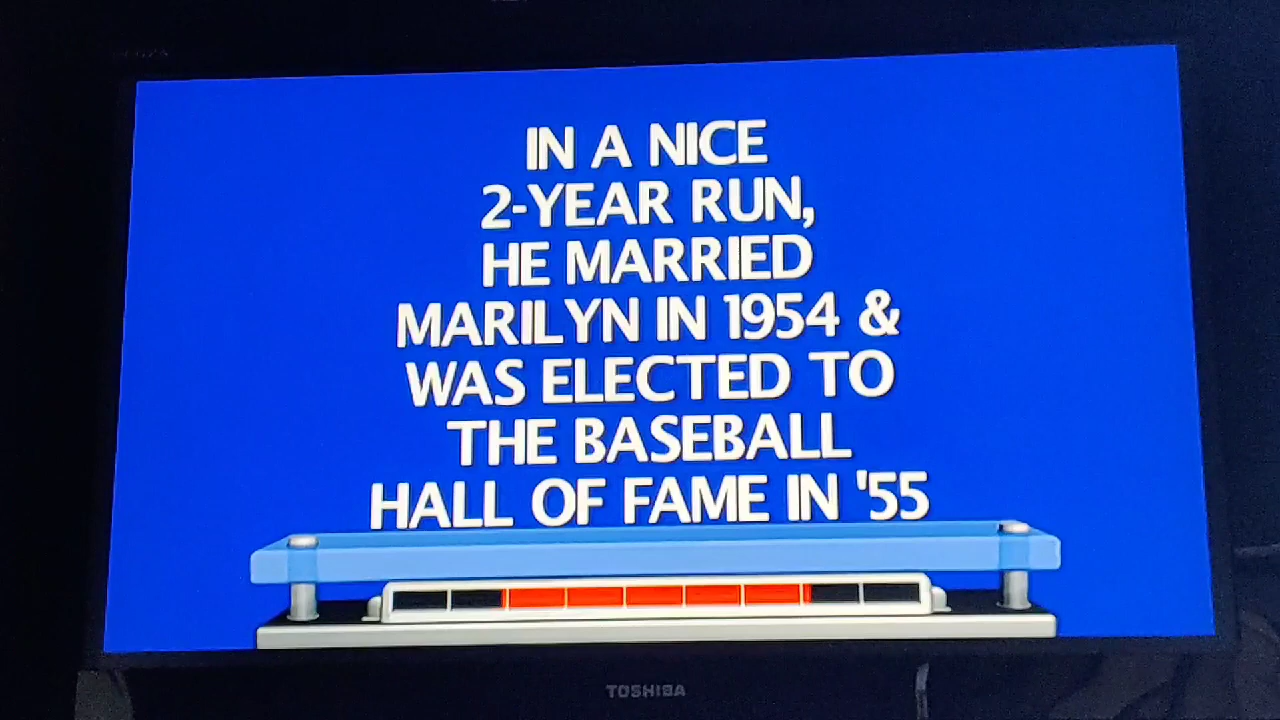 IN A NICE
2-YEAR RUN,
HE MARRIED
MARILYN IN 1954 &
WAS ELECTED TO
THE BASEBALL
HALL OF FAME IN '55
TOSHIBA